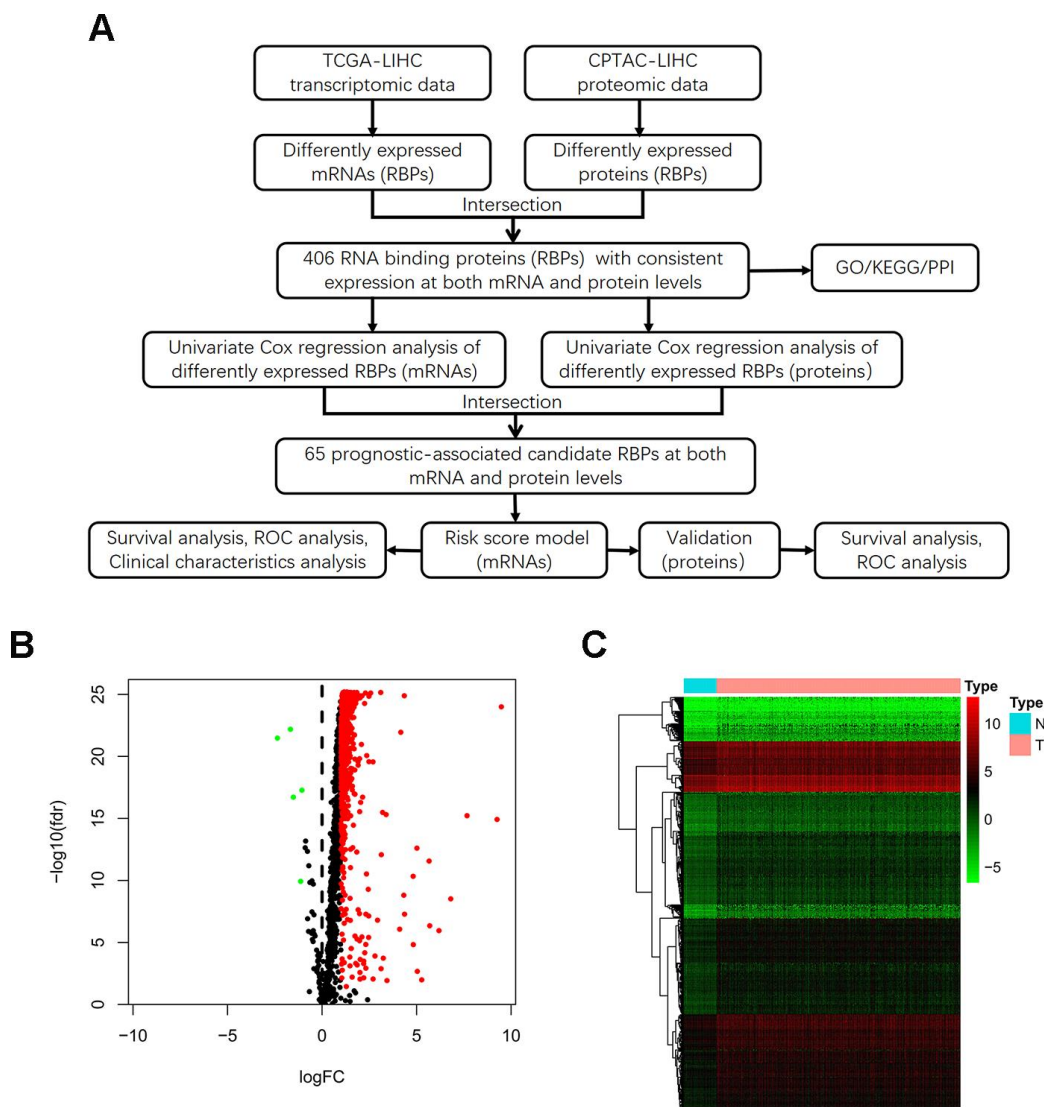 A
TCGA-LIHC
transcriptomic data
CPTAC-LIHC
proteomic data
Differently expressed
mRNAs (RBPs)
Differently expressed
proteins (RBPs)
Intersection
406 RNA binding proteins (RBPs) with consistent
expression at both mRNA and protein levels
GO/KEGG/PPI
Univariate Cox regression analysis of
differently expressed RBPs (mRNAs)
Univariate Cox regression analysis of
differently expressed RBPs (proteins)
Intersection
65 prognostic-associated candidate RBPs at both
mRNA and protein levels
Survival analysis, ROC analysis,
Clinical characteristics analysis
Risk score model
(mRNAs)
Validation
(proteins)
Survival analysis,
ROC analysis
B
−log10(fdr)
25
20
15
10
5
0
−10
−5
0
5
10
logFC
C
Type
10
5
0
−5
Type
N
T